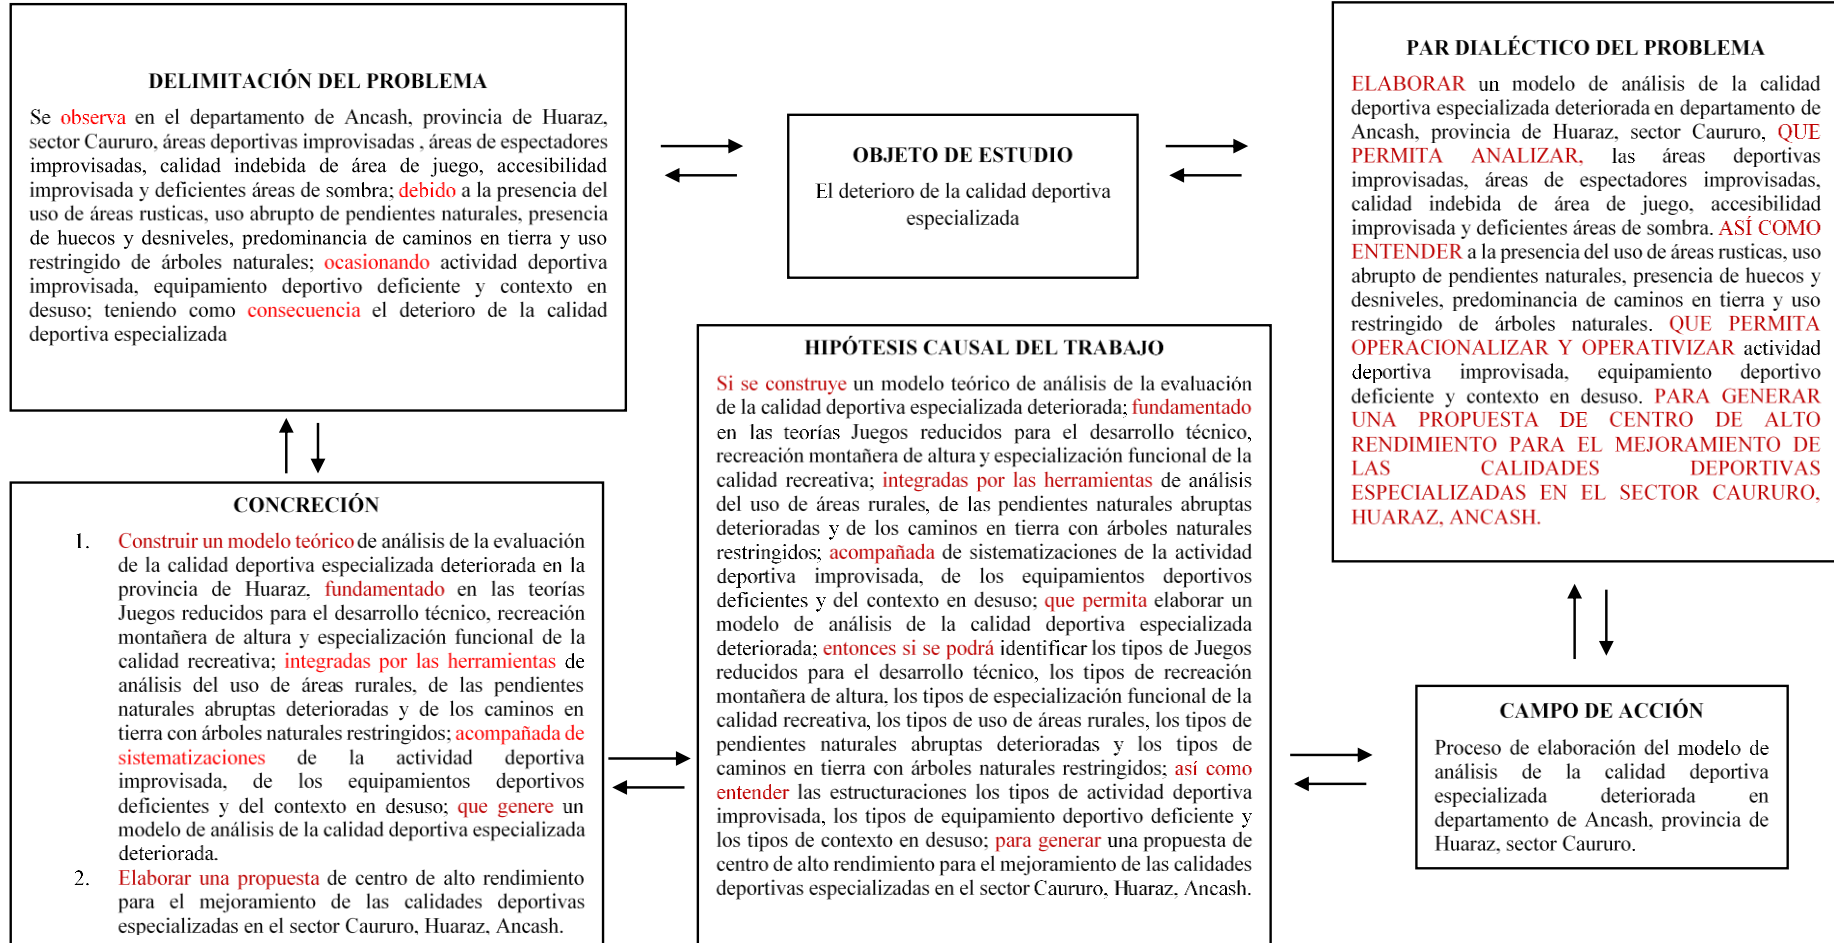 DELIMITACIÓN DEL PROBLEMA
Se observa en el departamento de Ancash, provincia de Huaraz,
sector Caururo, áreas deportivas improvisadas , áreas de espectadores
improvisadas, calidad indebida de área de juego, accesibilidad
improvisada y deficientes áreas de sombra; debido a la presencia del
uso de áreas rusticas, uso abrupto de pendientes naturales, presencia
de huecos y desniveles, predominancia de caminos en tierra y uso
restringido de árboles naturales; ocasionando actividad deportiva
improvisada, equipamiento deportivo deficiente y contexto en
desuso; teniendo como consecuencia el deterioro de la calidad
deportiva especializada
OBJETO DE ESTUDIO
El deterioro de la calidad deportiva
especializada
PAR DIALÉCTICO DEL PROBLEMA
ELABORAR un modelo de análisis de la calidad
deportiva especializada deteriorada en departamento de
Ancash, provincia de Huaraz, sector Caururo, QUE
PERMITA ANALIZAR, las áreas deportivas
improvisadas, áreas de espectadores improvisadas,
calidad indebida de área de juego, accesibilidad
improvisada y deficientes áreas de sombra. ASÍ COMO
ENTENDER a la presencia del uso de áreas rusticas, uso
abrupto de pendientes naturales, presencia de huecos y
desniveles, predominancia de caminos en tierra y uso
restringido de árboles naturales. QUE PERMITA
OPERACIONALIZAR Y OPERATIVIZAR actividad
deportiva improvisada, equipamiento deportivo
deficiente y contexto en desuso. PARA GENERAR
UNA PROPUESTA DE CENTRO DE ALTO
RENDIMIENTO PARA EL MEJORAMIENTO DE
LAS CALIDADES DEPORTIVAS
ESPECIALIZADAS EN EL SECTOR CAURURO,
HUARAZ, ANCASH.
CONCRECIÓN
1. Construir un modelo teórico de análisis de la evaluación
de la calidad deportiva especializada deteriorada en la
provincia de Huaraz, fundamentado en las teorías
Juegos reducidos para el desarrollo técnico, recreación
montañera de altura y especialización funcional de la
calidad recreativa; integradas por las herramientas de
análisis del uso de áreas rurales, de las pendientes
naturales abruptas deterioradas y de los caminos en
tierra con árboles naturales restringidos; acompañada de
sistematizaciones de la actividad deportiva
improvisada, de los equipamientos deportivos
deficientes y del contexto en desuso; que genere un
modelo de análisis de la calidad deportiva especializada
deteriorada.
2. Elaborar una propuesta de centro de alto rendimiento
para el mejoramiento de las calidades deportivas
especializadas en el sector Caururo, Huaraz, Ancash.
HIPÓTESIS CAUSAL DEL TRABAJO
Si se construye un modelo teórico de análisis de la evaluación
de la calidad deportiva especializada deteriorada; fundamentado
en las teorías Juegos reducidos para el desarrollo técnico,
recreación montañera de altura y especialización funcional de la
calidad recreativa; integradas por las herramientas de análisis
del uso de áreas rurales, de las pendientes naturales abruptas
deterioradas y de los caminos en tierra con árboles naturales
restringidos; acompañada de sistematizaciones de la actividad
deportiva improvisada, de los equipamientos deportivos
deficientes y del contexto en desuso; que permita elaborar un
modelo de análisis de la calidad deportiva especializada
deteriorada; entonces si se podrá identificar los tipos de Juegos
reducidos para el desarrollo técnico, los tipos de recreación
montañera de altura, los tipos de especialización funcional de la
calidad recreativa, los tipos de uso de áreas rurales, los tipos de
pendientes naturales abruptas deterioradas y los tipos de
caminos en tierra con árboles naturales restringidos; así como
entender las estructuraciones los tipos de actividad deportiva
improvisada, los tipos de equipamiento deportivo deficiente y
los tipos de contexto en desuso; para generar una propuesta de
centro de alto rendimiento para el mejoramiento de las calidades
deportivas especializadas en el sector Caururo, Huaraz, Ancash.
CAMPO DE ACCIÓN
Proceso de elaboración del modelo de
análisis de la calidad deportiva
especializada deteriorada en
departamento de Ancash, provincia de
Huaraz, sector Caururo.